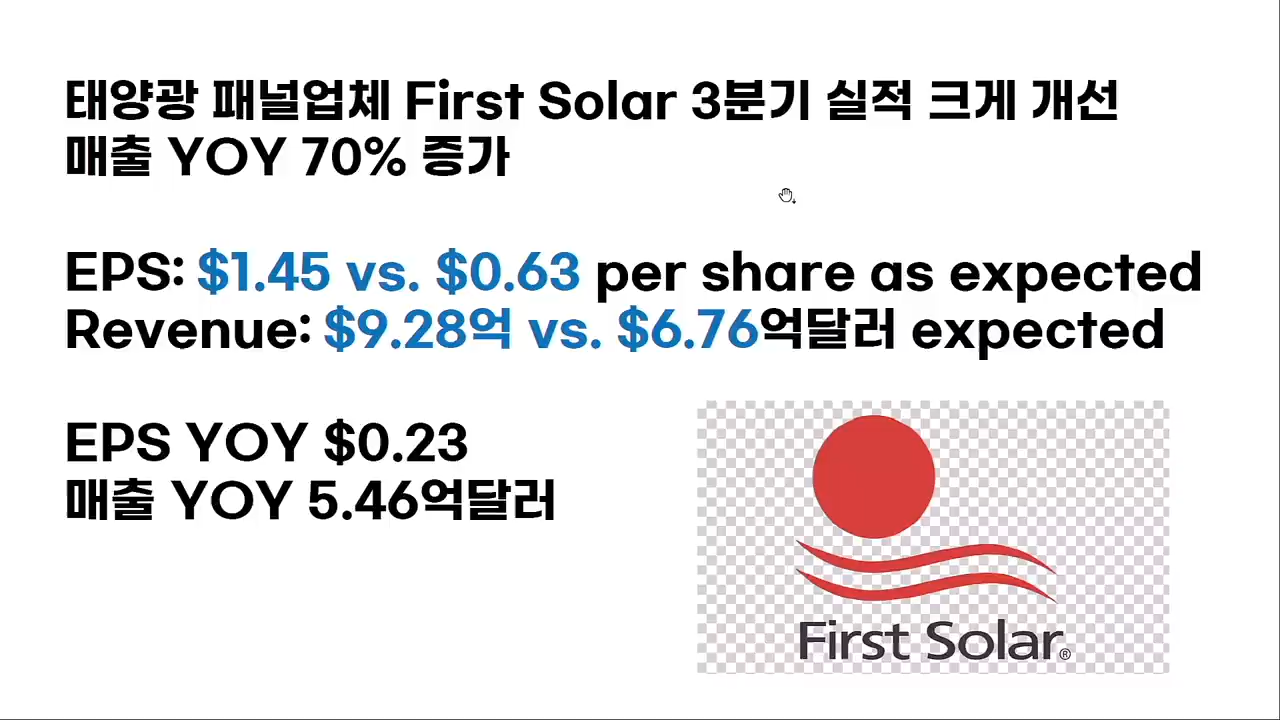 태양광 패널업체 First Solar 3분기 실적 크게 개선
매출 YOY 70% 증가
EPS: $1.45 vs. $0.63 per share as expected
Revenue: $9.28억 vs. $6.76억달러 expected
EPS YOY $0.23
매출 YOY 5.46억달러
First Solar®